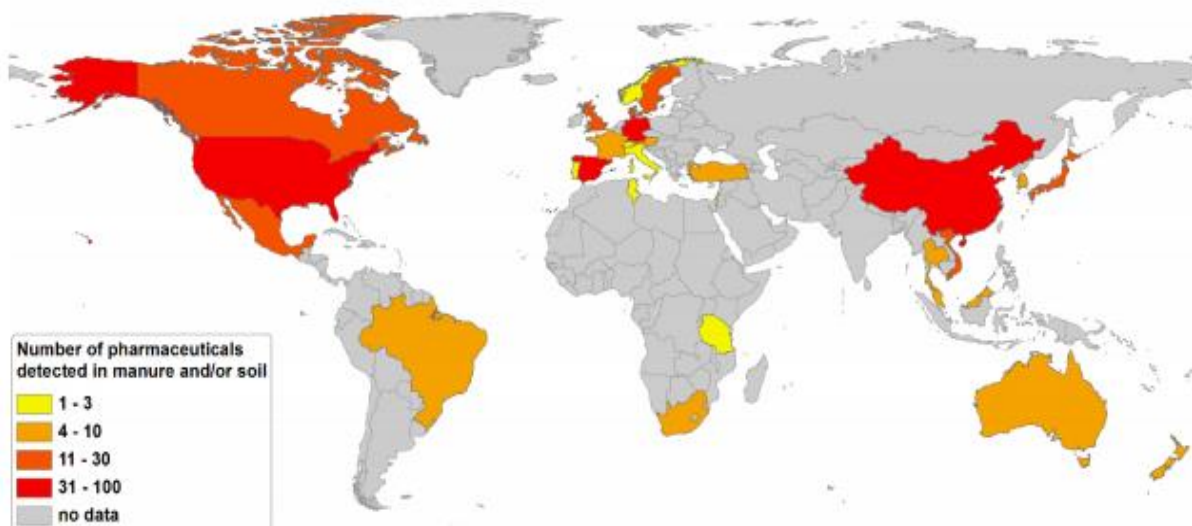 Number of pharmaceuticals
detected in manure and/or soil
1 - 3
4 - 10
11 - 30
31 - 100
no data